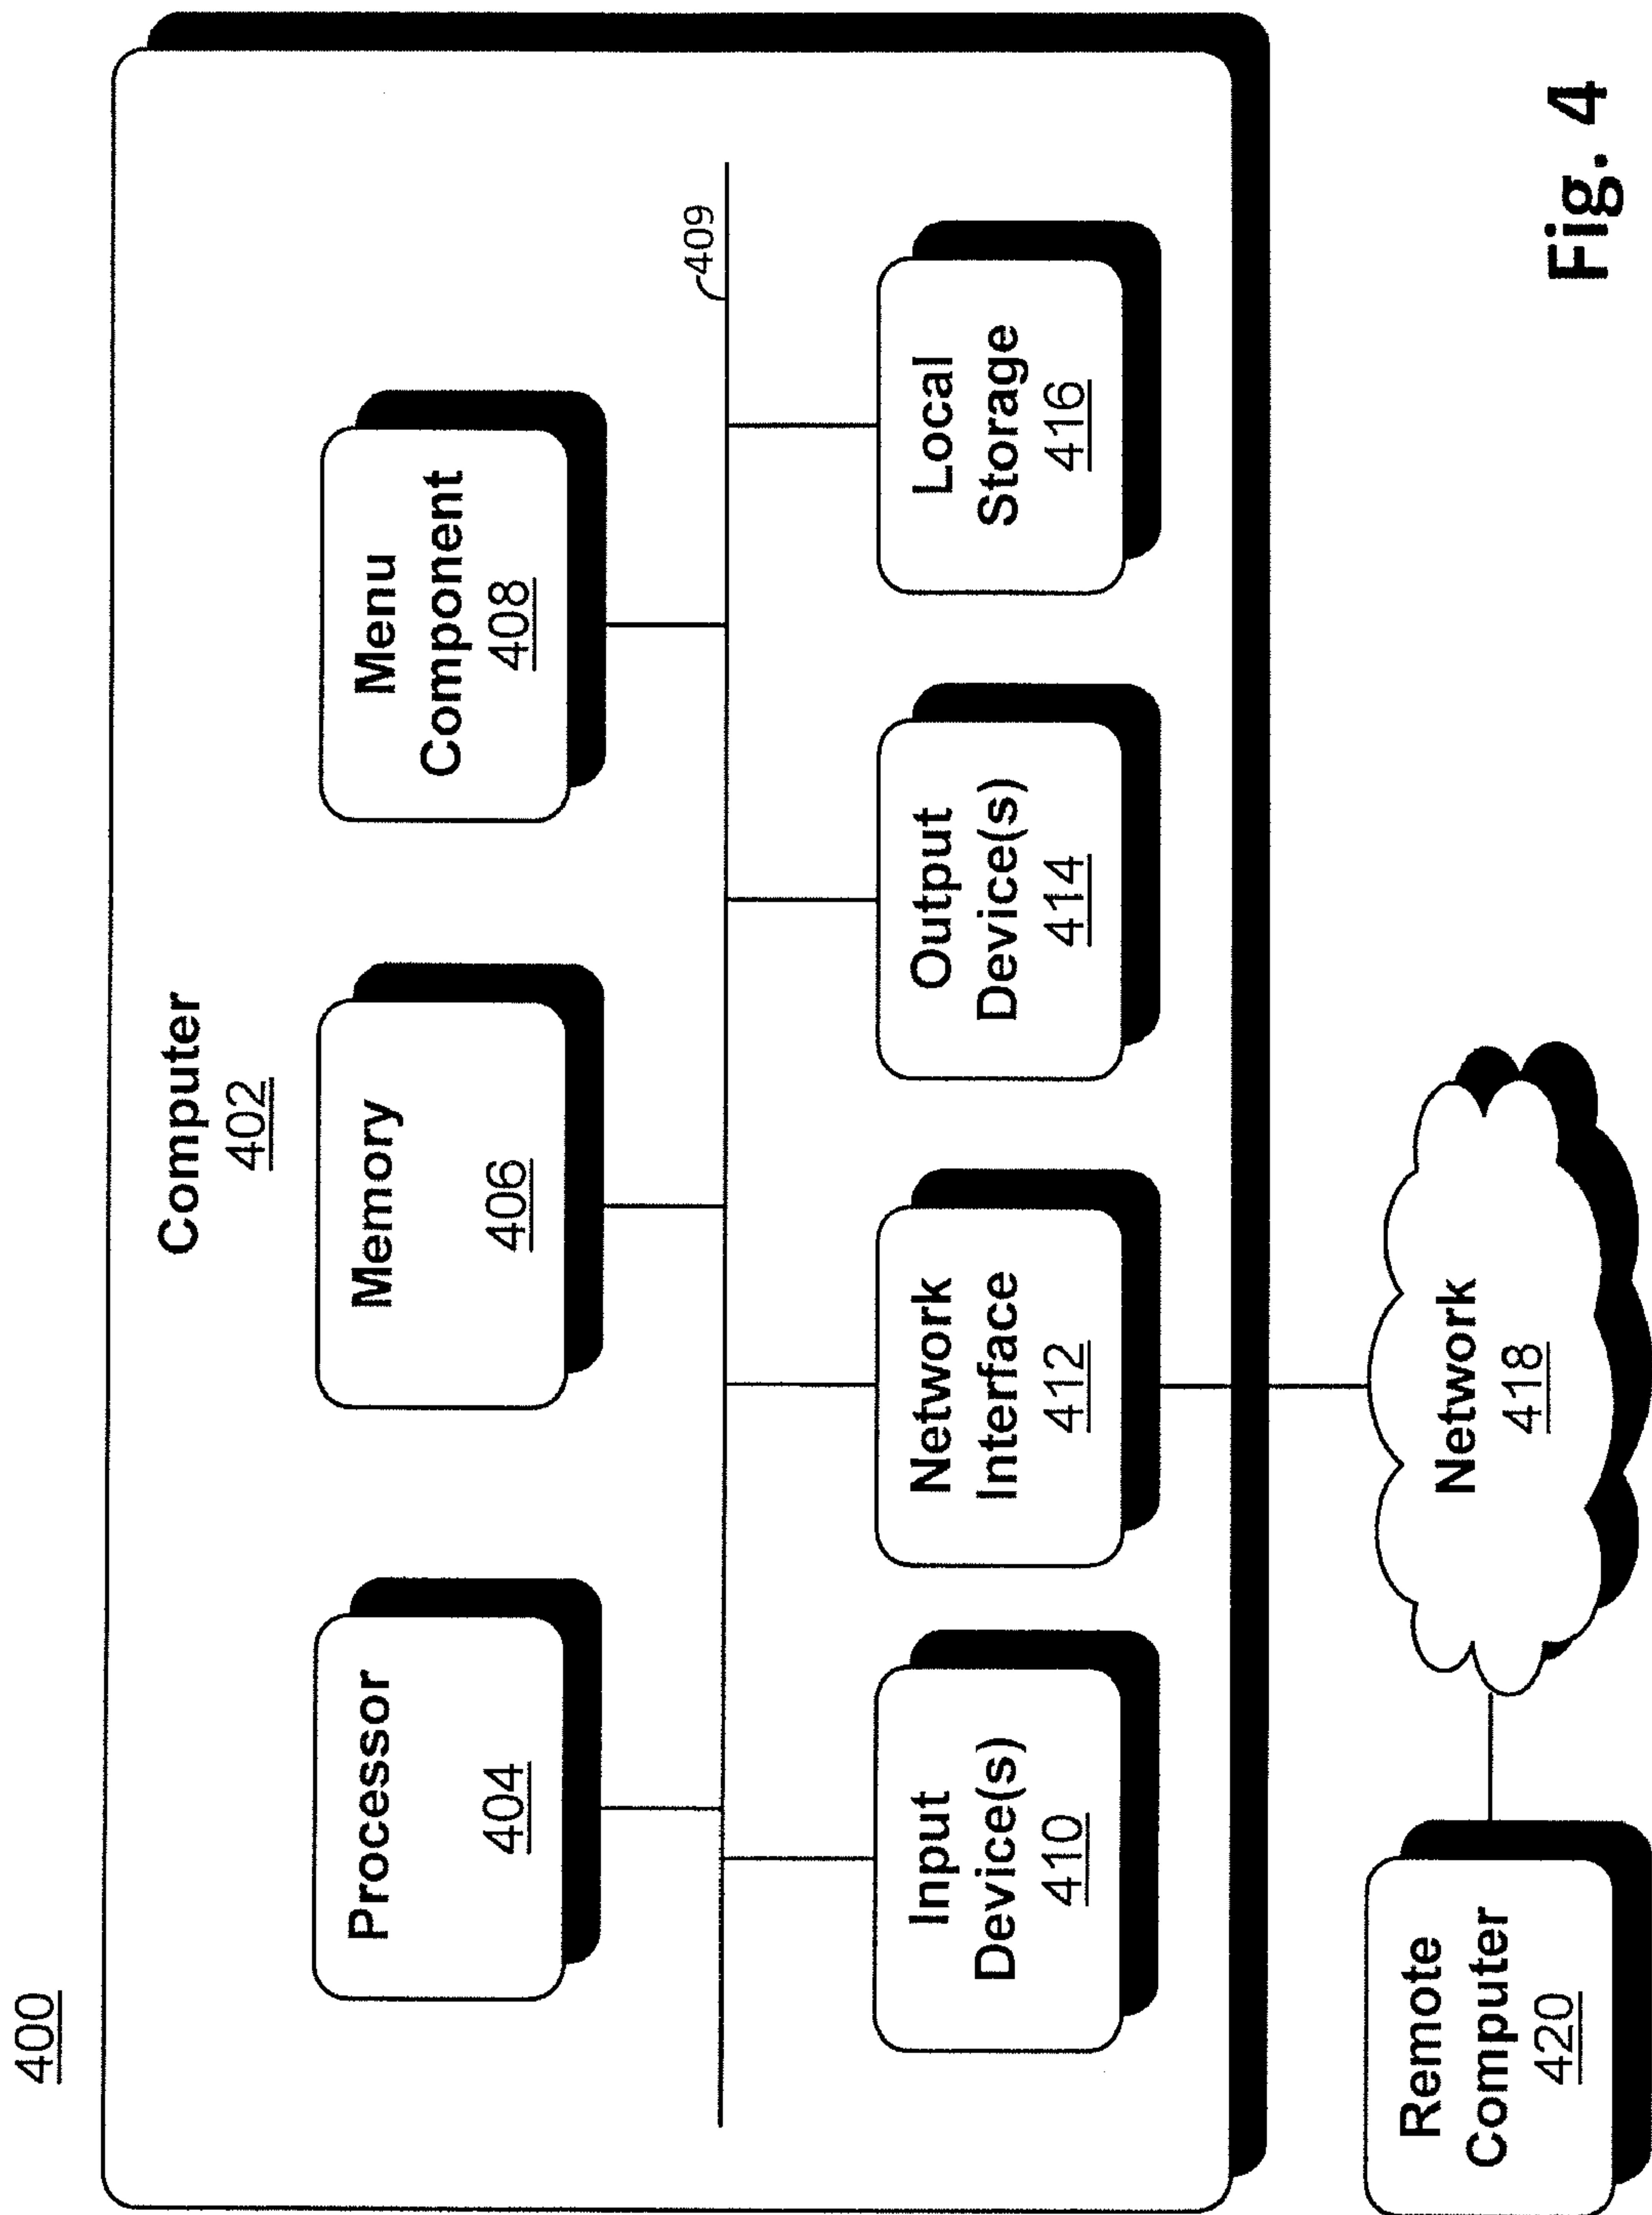 400
Computer
402
Processor
404
Memory
406
Menu
Component
408
409
Input
Device(s)
410
Network
Interface
412
Output
Device(s)
414
Local
Storage
416
Remote
Computer
420
Network
418
Fig. 4